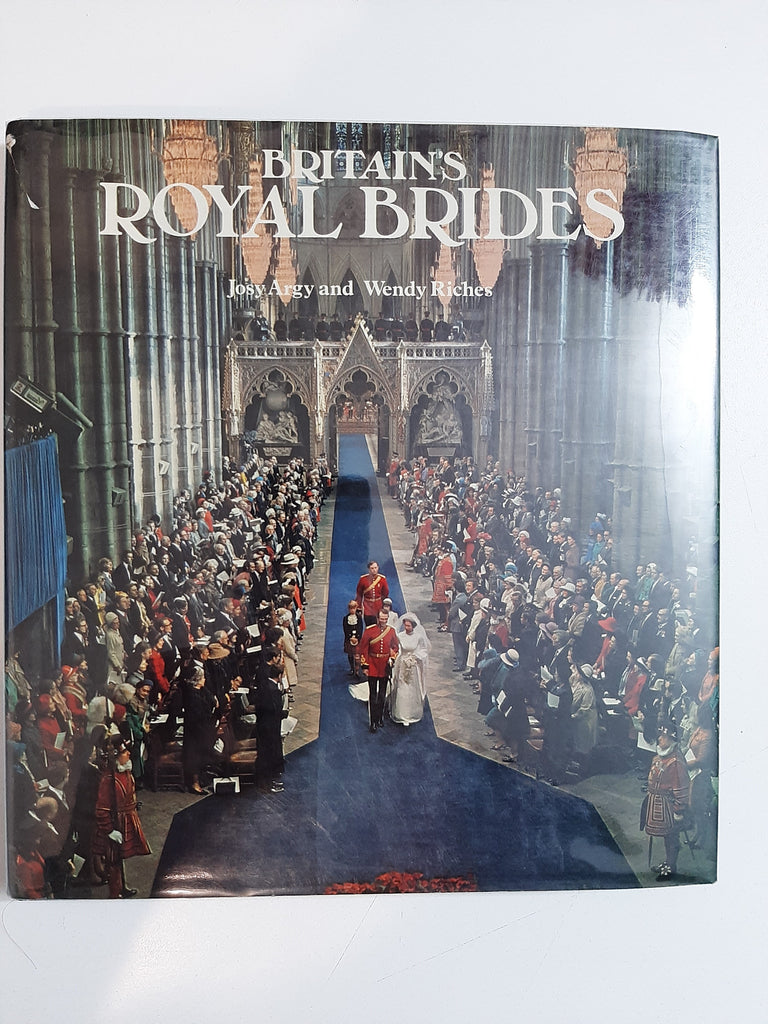 BRITAIN'S
ROYAL BRIDES
Josy Argy and Wendy Riches